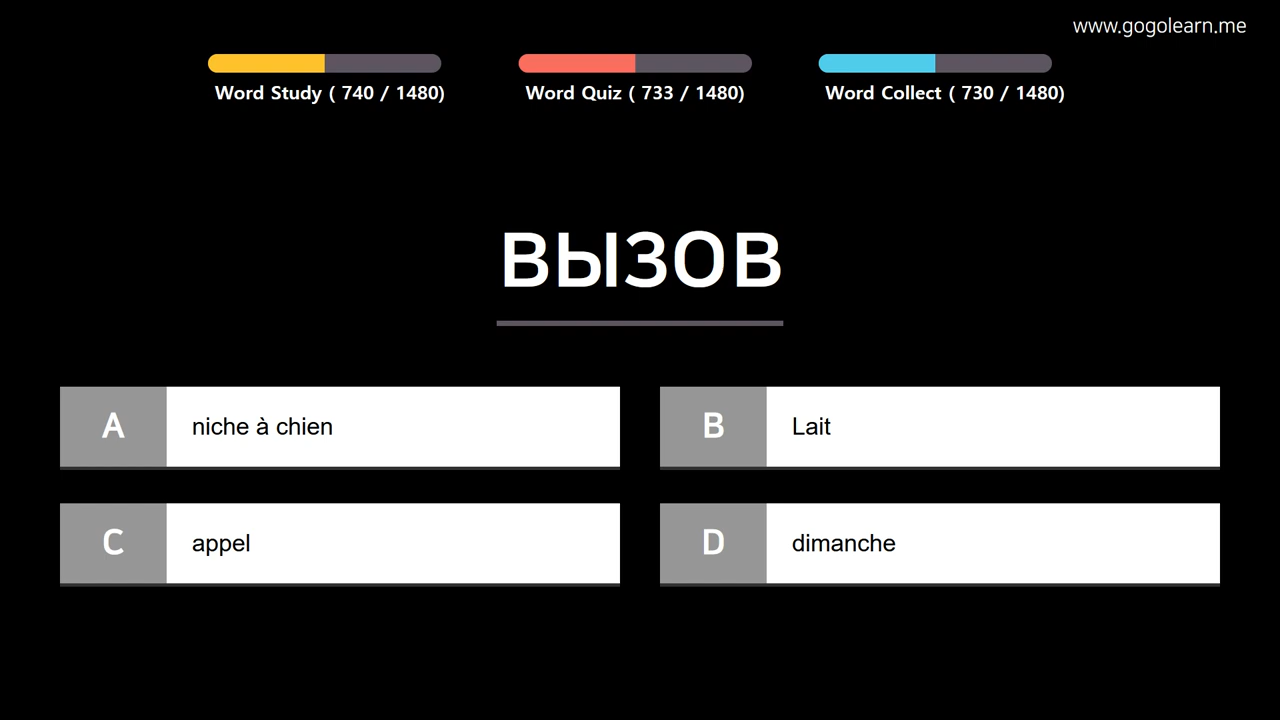 www.gogolearn.me
Word Study ( 740 / 1480)
Word Quiz ( 733 / 1480)
Word Collect ( 730 / 1480)
ВЫЗОВ
A niche à chien
B Lait
C appel
D dimanche